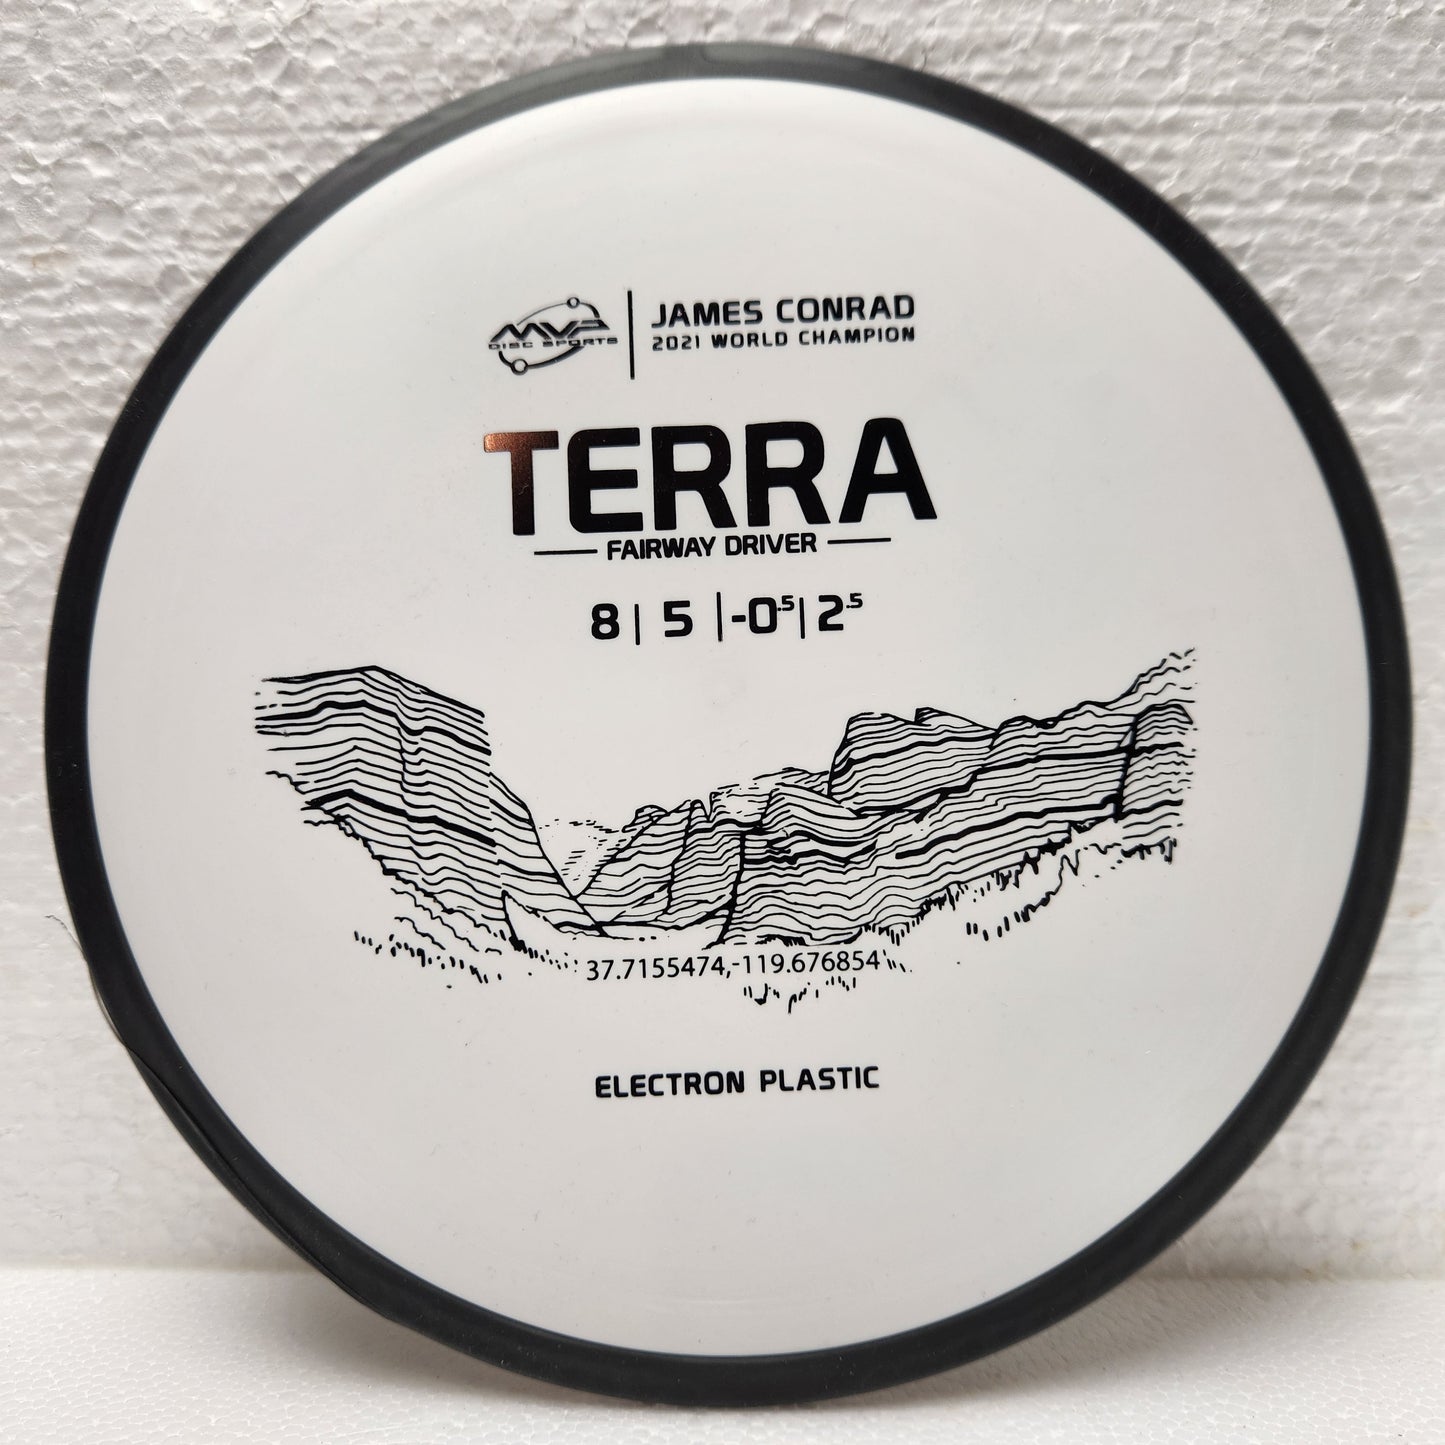 MVP
DISC SPORTS
JAMES CONRAD
2021 WORLD CHAMPION
TERRA
FAIRWAY DRIVER
8 | 5 | -0.5 | 2.5
37.7155474,-119.676854
ELECTRON PLASTIC